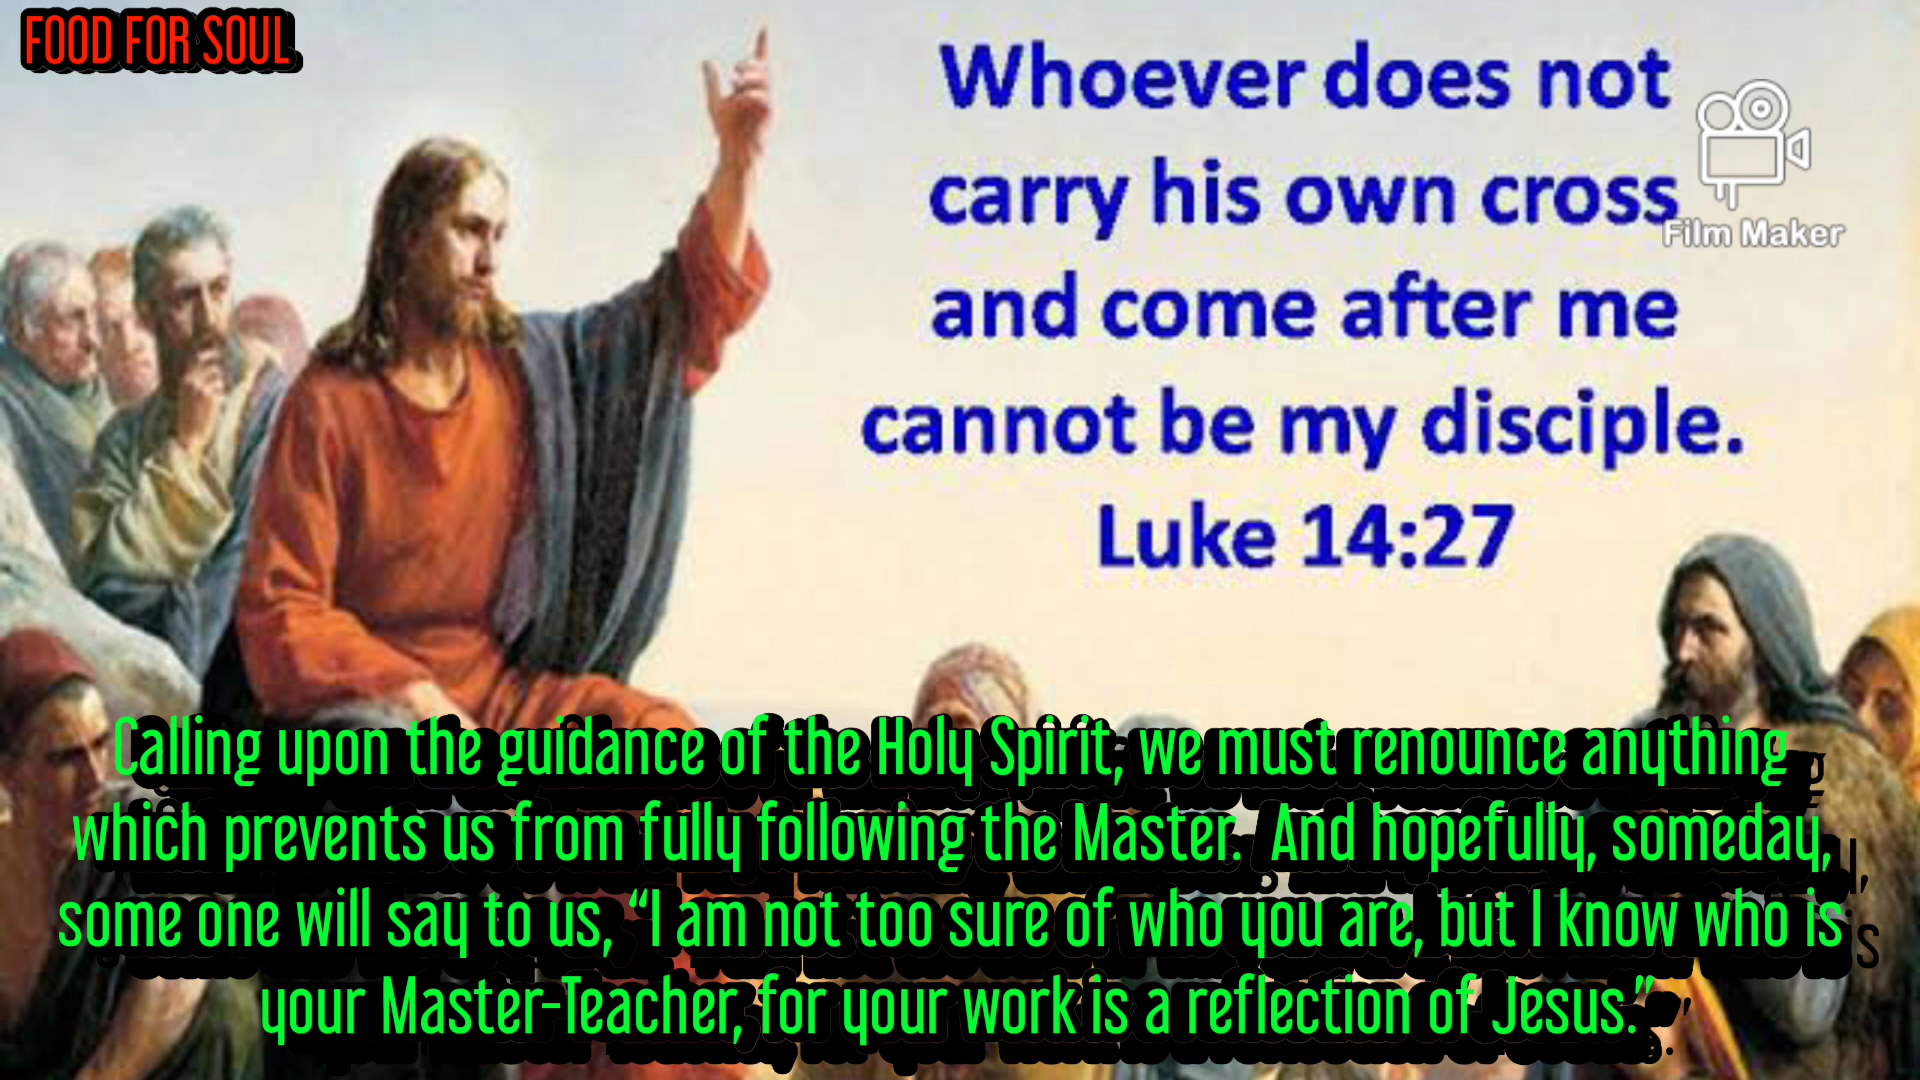 FOOD FOR SOUL
Whoever does not
carry his own cross
and come after me
cannot be my disciple.
Luke 14:27
Film Maker
Calling upon the guidance of the Holy Spirit, we must renounce anything
which prevents us from fully following the Master.  And hopefully, someday,
some one will say to us, “I am not too sure of who you are, but I know who is
your Master-Teacher, for your work is a reflection of Jesus.”